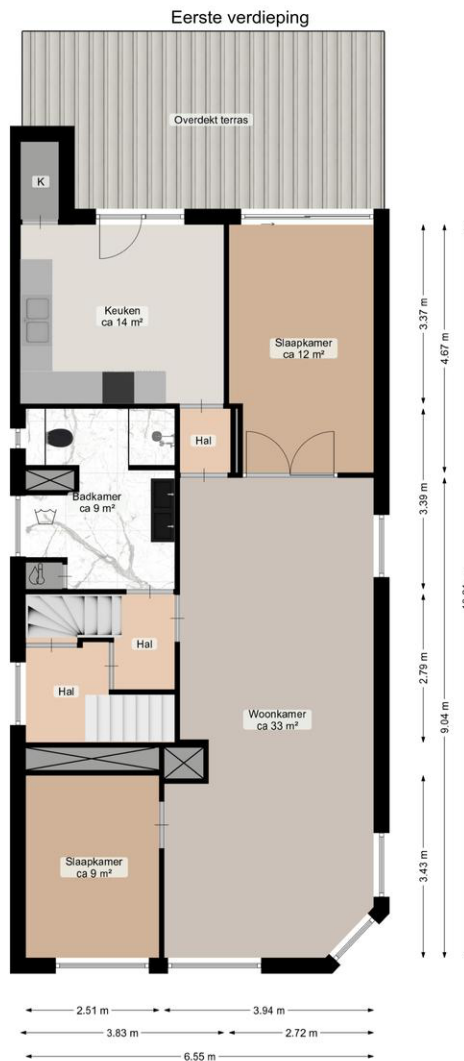 Eerste verdieping
Overdekt terras
K
Keuken
ca 14 m²
Slaapkamer
ca 12 m²
Hal
Badkamer
ca 9 m²
Hal
Hal
Woonkamer
ca 33 m²
Slaapkamer
ca 9 m²
3.37 m
4.67 m
3.39 m
2.79 m
9.04 m
3.43 m
2.51 m
3.94 m
3.83 m
2.72 m
6.55 m